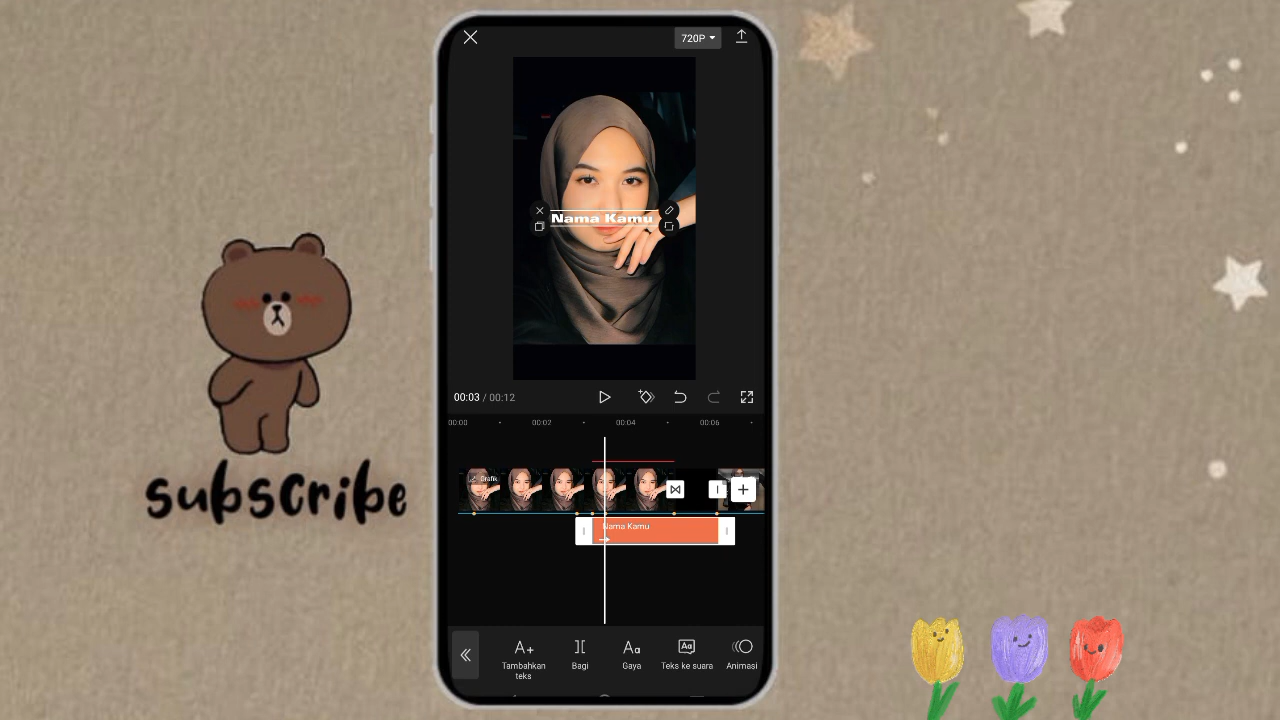 720P
Nama Kamu
00:03 / 00:12
00:00
00:02
00:04
00:06
Grafik
Nama Kamu
Tambahkan
teks
Bagi
Gaya
Teks ke suara
Animasi
subscribe